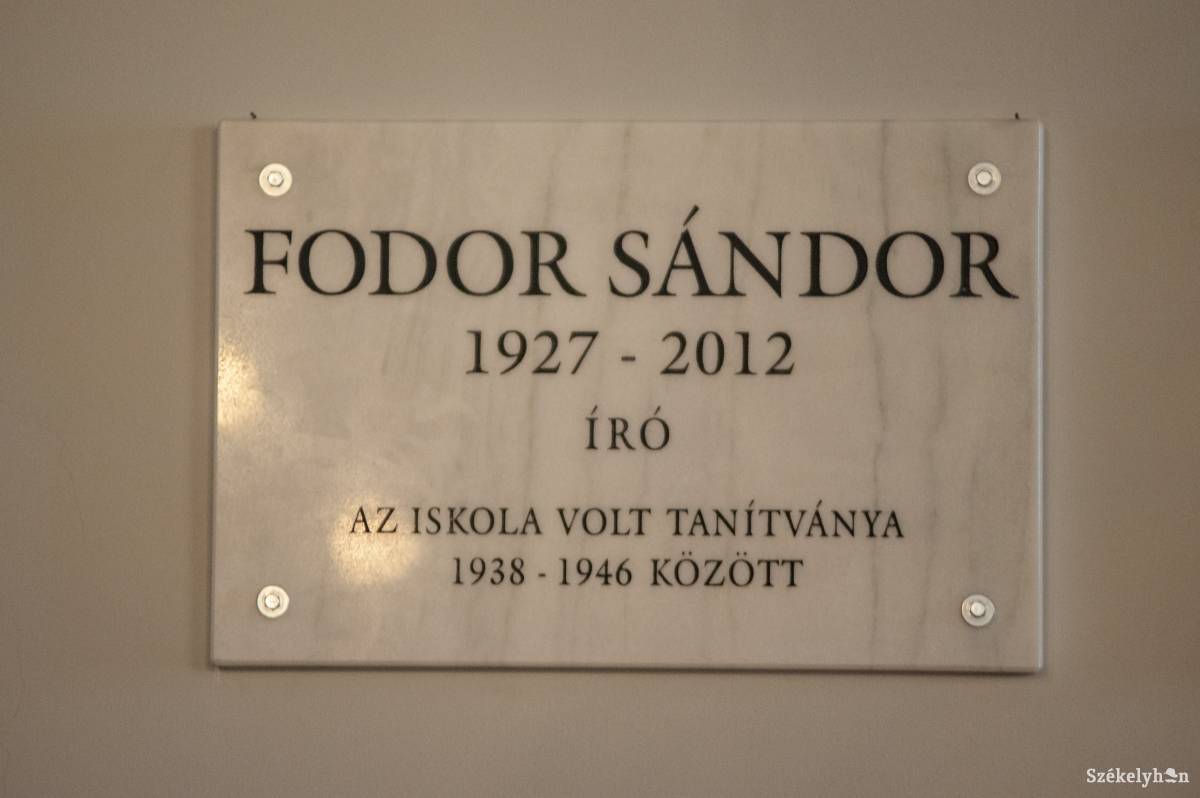 FODOR SÁNDOR
1927 - 2012
ÍRÓ
AZ ISKOLA VOLT TANÍTVÁNYA
1938 - 1946 KÖZÖTT
Székelyhon